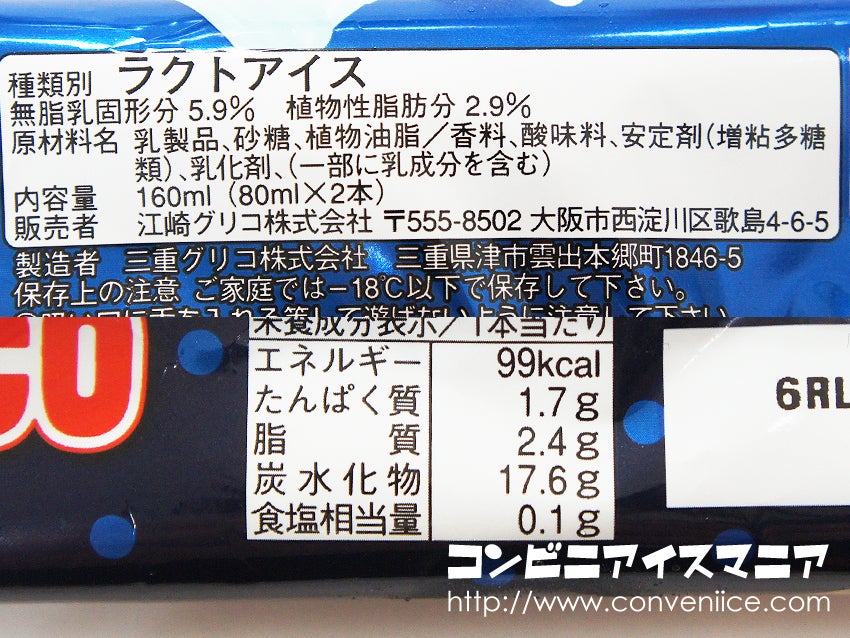 種類別 ラクトアイス
無脂乳固形分 5.9% 植物性脂肪分 2.9%
原材料名 乳製品、砂糖、植物油脂／香料、酸味料、安定剤(増粘多糖
類)、乳化剤、(一部に乳成分を含む)
内容量 160ml (80ml×2本)
販売者 江崎グリコ株式会社 〒555-8502 大阪市西淀川区歌島4-6-5
製造者 三重グリコ株式会社 三重県津市雲出本郷町1846-5
保存上の注意 ご家庭では−18℃以下で保存して下さい。
栄養成分表示／1本当たり
エネルギー 99kcal
たんぱく質 1.7g
脂質 2.4g
炭水化物 17.6g
食塩相当量 0.1g
6RL
コンビニアイスマニア
http://www.conveniice.com/